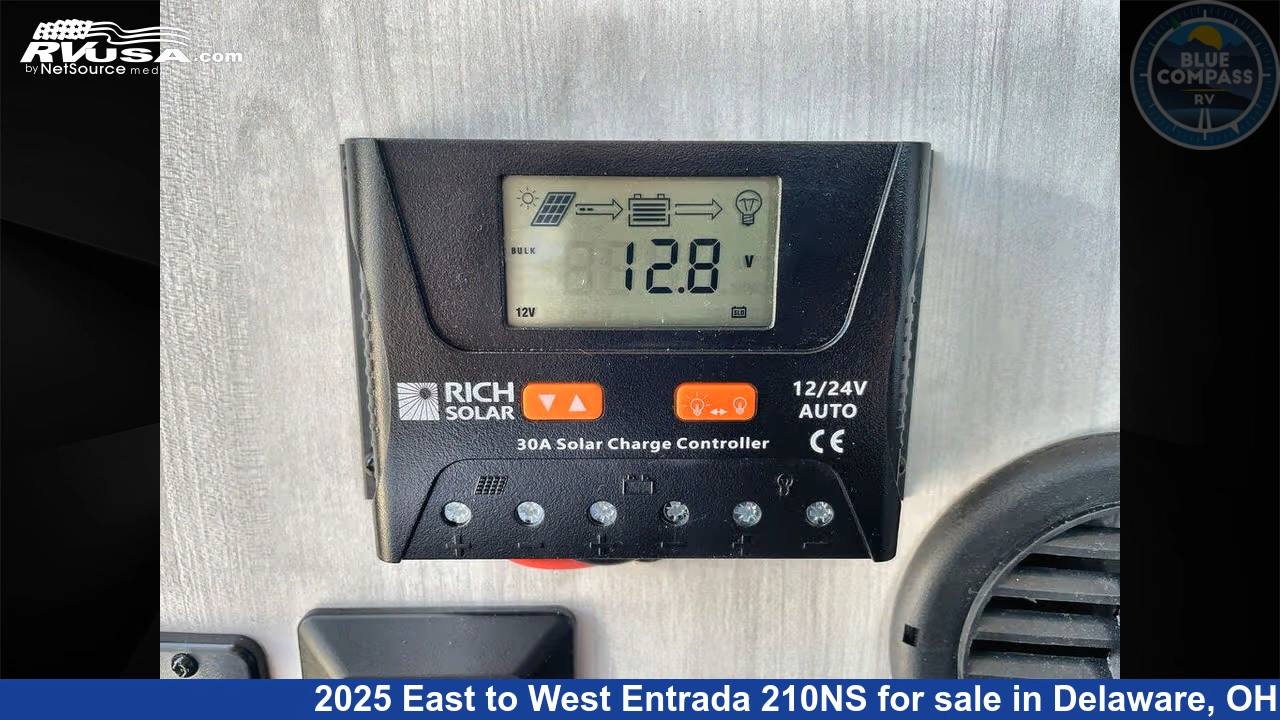 RVUSA.com
by NetSource media
BLUE
COMPASS
RV
BULK
12.8 V
12V
SLD
RICH
SOLAR
12/24V
AUTO
CE
30A Solar Charge Controller
2025 East to West Entrada 210NS for sale in Delaware, OH